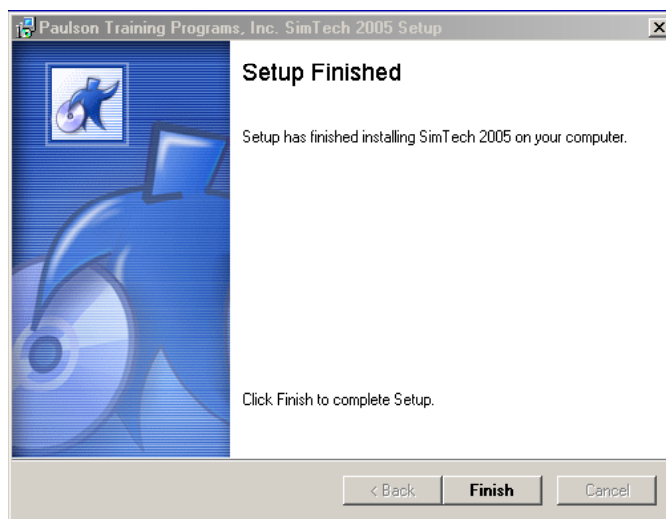 Paulson Training Programs, Inc. SimTech 2005 Setup
Setup Finished
Setup has finished installing SimTech 2005 on your computer.
Click Finish to complete Setup.
< Back Finish Cancel